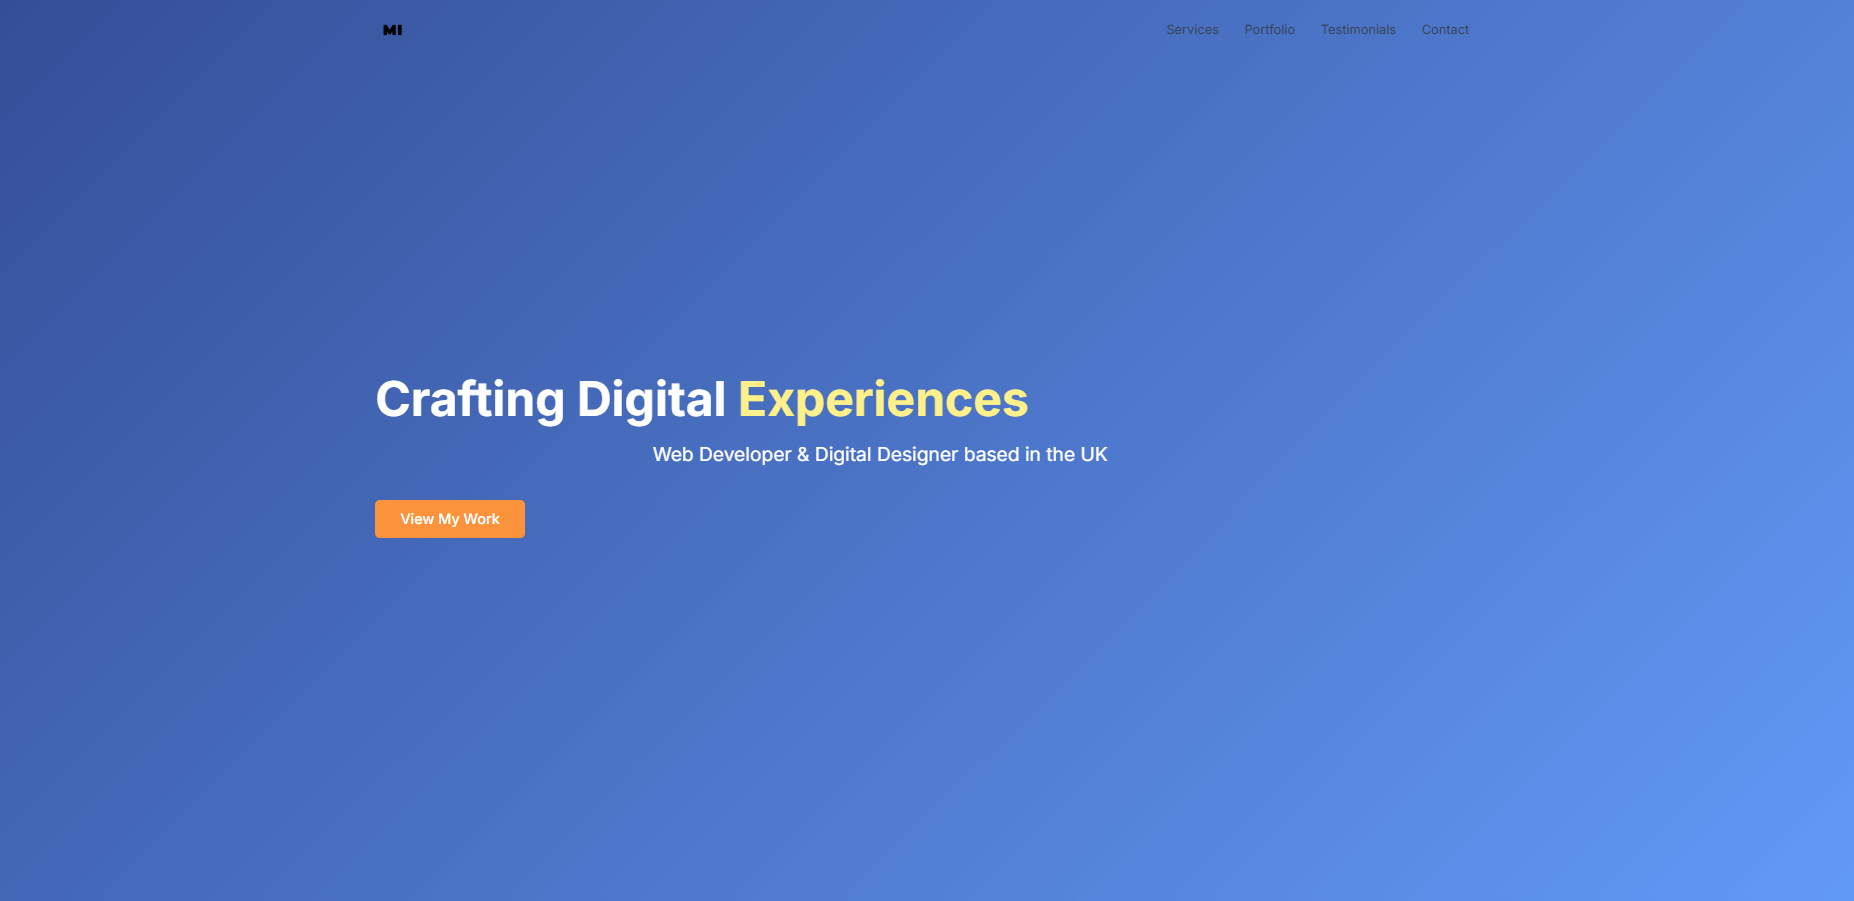 MI
Services Portfolio Testimonials Contact
Crafting Digital Experiences
Web Developer & Digital Designer based in the UK
View My Work